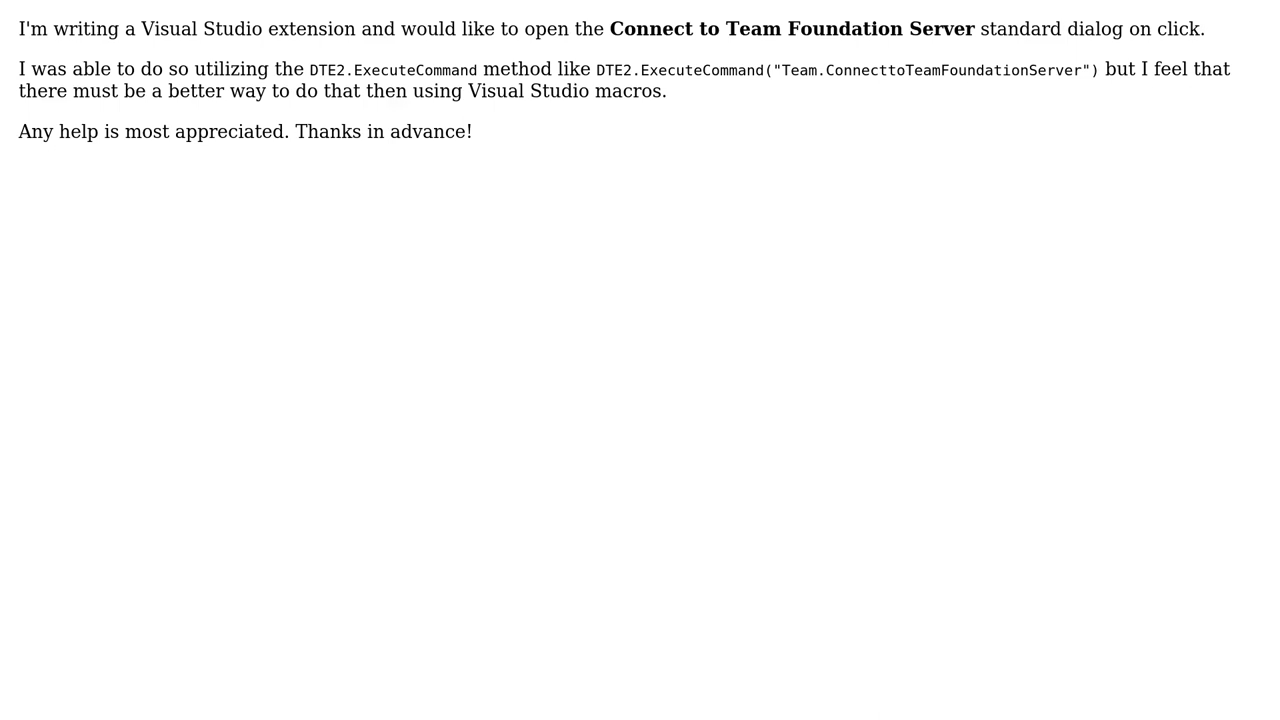 I'm writing a Visual Studio extension and would like to open the Connect to Team Foundation Server standard dialog on click.
I was able to do so utilizing the DTE2.ExecuteCommand method like DTE2.ExecuteCommand("Team.ConnecttoTeamFoundationServer") but I feel that
there must be a better way to do that then using Visual Studio macros.
Any help is most appreciated. Thanks in advance!